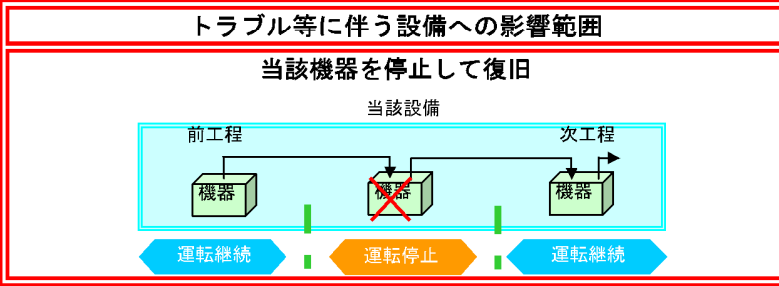 トラブル等に伴う設備への影響範囲
当該機器を停止して復旧
当該設備
前工程
次工程
機器
機器
機器
運転継続
運転停止
運転継続